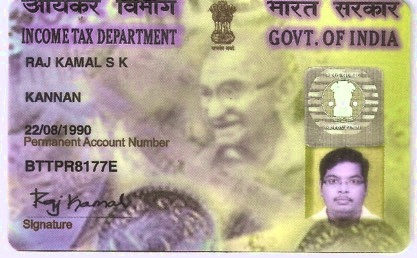 आयकर विभाग
भारत सरकार
INCOME TAX DEPARTMENT
GOVT. OF INDIA
RAJ KAMAL S K
KANNAN
22/08/1990
Permanent Account Number
BTTPR8177E
Raj Kamal
Signature